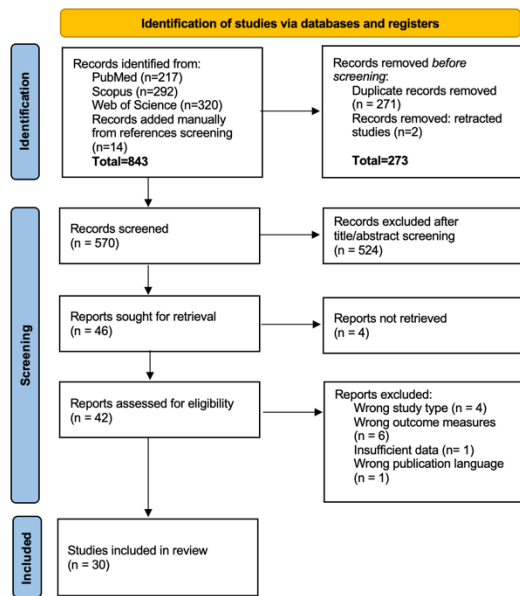 Identification of studies via databases and registers
Identification
Records identified from:
PubMed (n=217)
Scopus (n=292)
Web of Science (n=320)
Records added manually
from references screening
(n=14)
Total=843
Records removed before
screening:
Duplicate records removed
(n = 271)
Records removed: retracted
studies (n=2)
Total=273
Screening
Records screened
(n = 570)
Records excluded after
title/abstract screening
(n = 524)
Reports sought for retrieval
(n = 46)
Reports not retrieved
(n = 4)
Reports assessed for eligibility
(n = 42)
Reports excluded:
Wrong study type (n = 4)
Wrong outcome measures
(n = 6)
Insufficient data (n= 1)
Wrong publication language
(n = 1)
Included
Studies included in review
(n = 30)